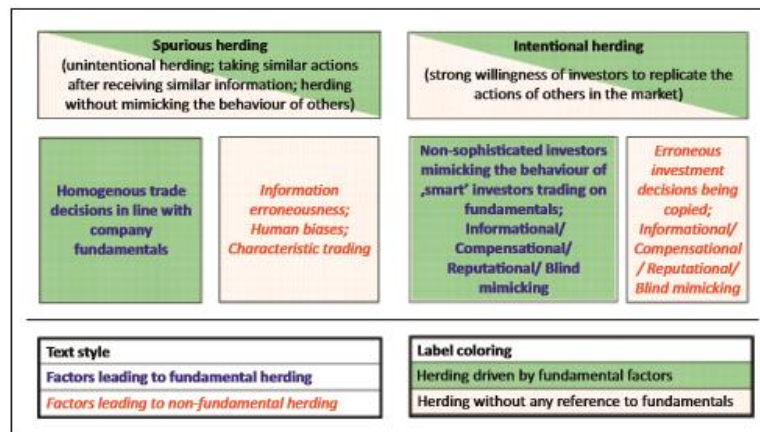 Spurious herding
(unintentional herding; taking similar actions
after receiving similar information; herding
without mimicking the behaviour of others)
Intentional herding
(strong willingness of investors to replicate the
actions of others in the market)
Homogenous trade
decisions in line with
company
fundamentals
Information
erroneousness;
Human biases;
Characteristic trading
Non-sophisticated investors
mimicking the behaviour of
‚smart' investors trading on
fundamentals;
Informational/
Compensational/
Reputational/ Blind
mimicking
Erroneous
investment
decisions being
copied;
Informational/
Compensational
/ Reputational/
Blind mimicking
Text style
Factors leading to fundamental herding
Factors leading to non-fundamental herding
Label coloring
Herding driven by fundamental factors
Herding without any reference to fundamentals